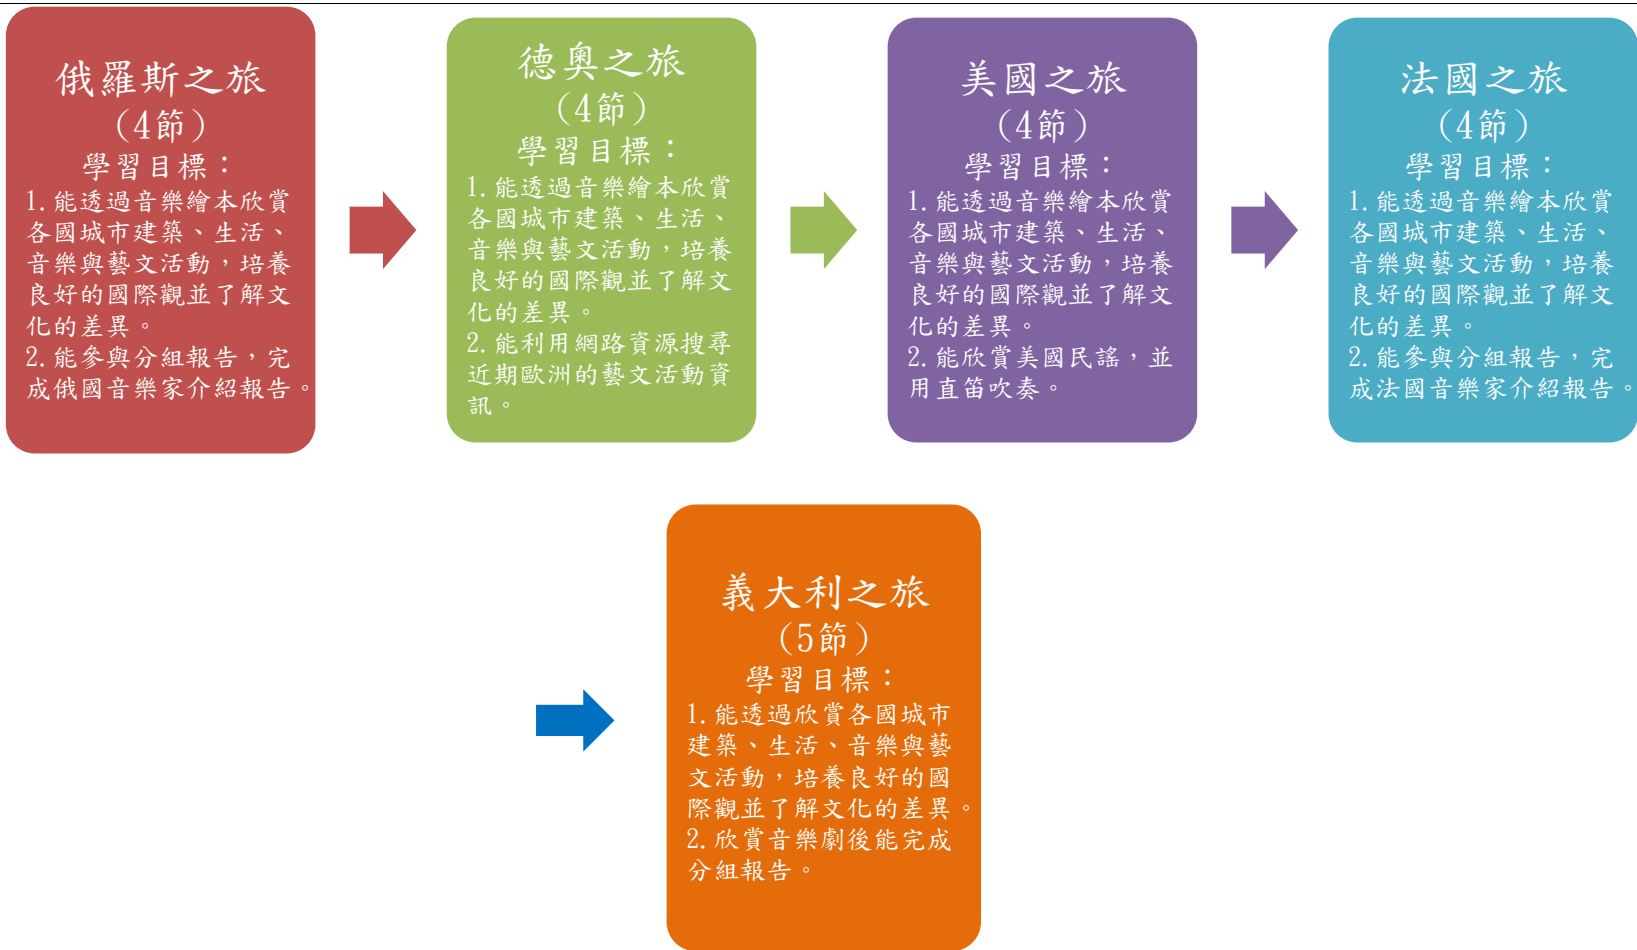 俄羅斯之旅
(4節)
學習目標：
1.能透過音樂繪本欣賞
各國城市建築、生活、
音樂與藝文活動，培養
良好的國際觀並了解文
化的差異。
2.能參與分組報告，完
成俄國音樂家介紹報告。
德奧之旅
(4節)
學習目標：
1.能透過音樂繪本欣賞
各國城市建築、生活、
音樂與藝文活動，培養
良好的國際觀並了解文
化的差異。
2.能利用網路資源搜尋
近期歐洲的藝文活動資
訊。
美國之旅
(4節)
學習目標：
1.能透過音樂繪本欣賞
各國城市建築、生活、
音樂與藝文活動，培養
良好的國際觀並了解文
化的差異。
2.能欣賞美國民謠，並
用直笛吹奏。
法國之旅
(4節)
學習目標：
1.能透過音樂繪本欣賞
各國城市建築、生活、
音樂與藝文活動，培養
良好的國際觀並了解文
化的差異。
2.能參與分組報告，完
成法國音樂家介紹報告。
義大利之旅
(5節)
學習目標：
1.能透過欣賞各國城市
建築、生活、音樂與藝
文活動，培養良好的國
際觀並了解文化的差異。
2.欣賞音樂劇後能完成
分組報告。